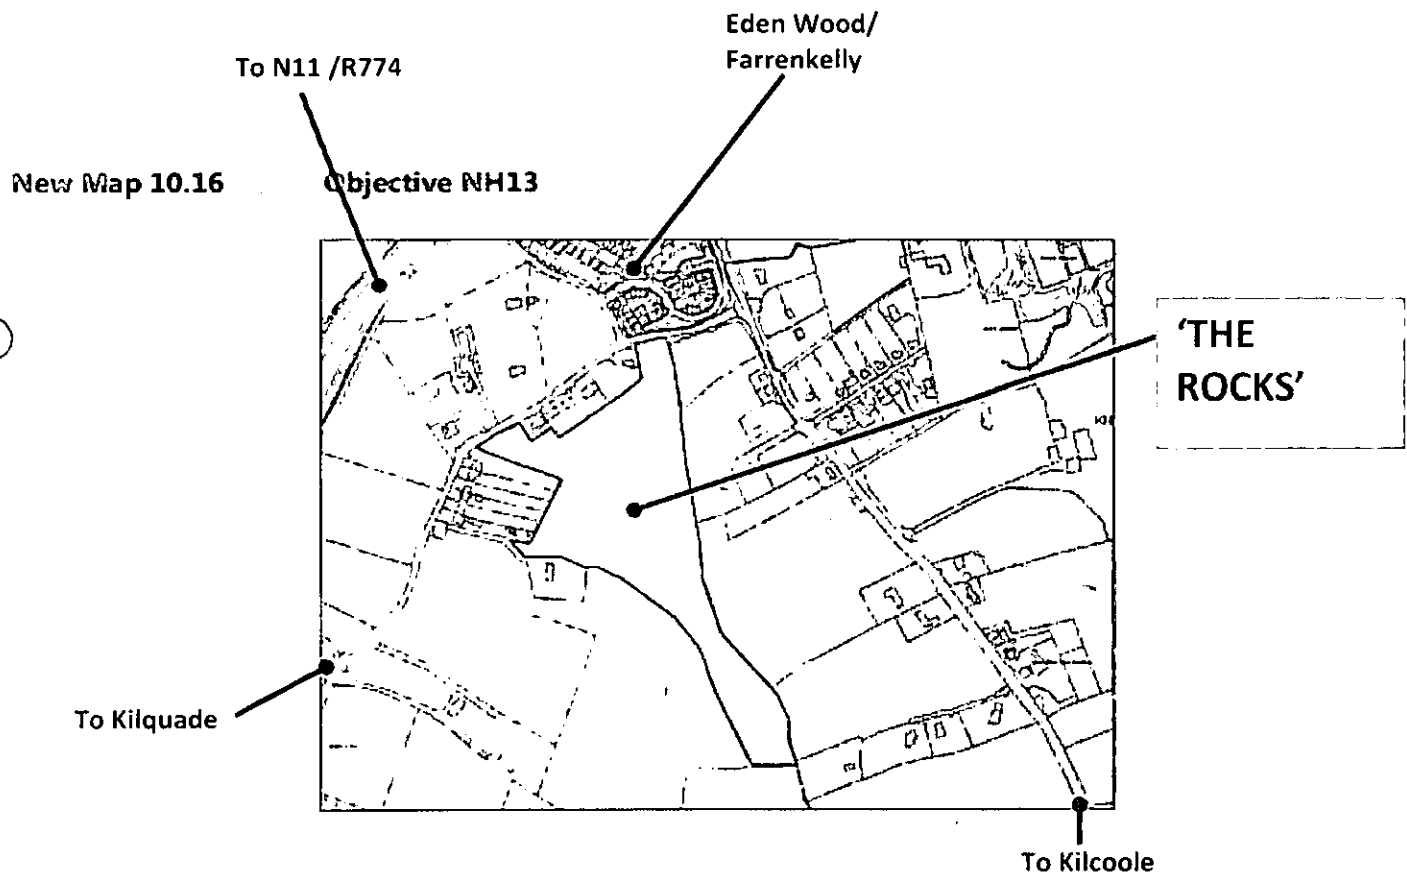 Eden Wood/
Farrenkelly
To N11 /R774
New Map 10.16 Objective NH13
'THE
ROCKS'
To Kilquade
To Kilcoole